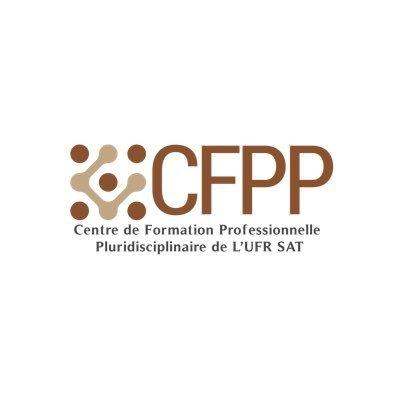 CFPP
Centre de Formation Professionnelle
Pluridisciplinaire de L'UFR SAT